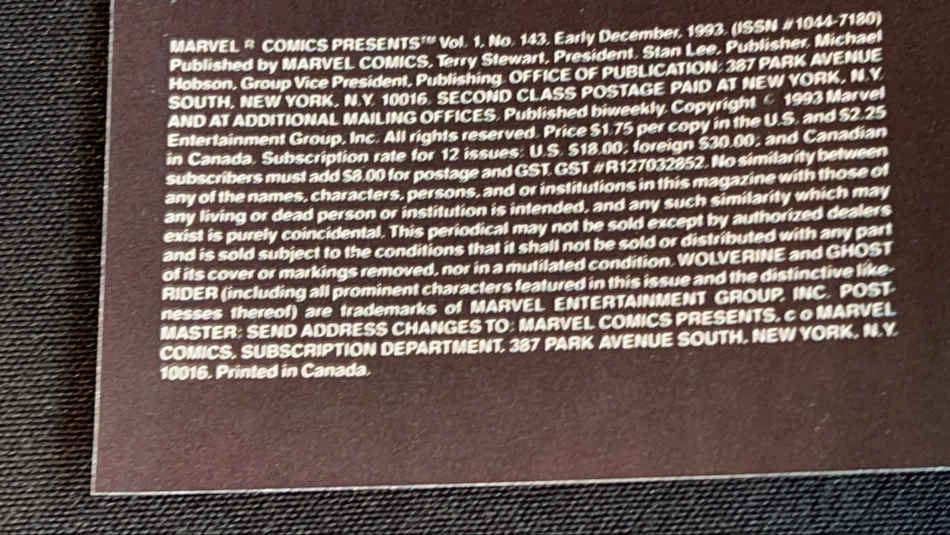 MARVEL ® COMICS PRESENTS™ Vol. 1, No. 143, Early December, 1993. (ISSN #1044-7180)
Published by MARVEL COMICS, Terry Stewart, President. Stan Lee, Publisher, Michael
Hobson, Group Vice President, Publishing. OFFICE OF PUBLICATION: 387 PARK AVENUE
SOUTH, NEW YORK, N.Y. 10016. SECOND CLASS POSTAGE PAID AT NEW YORK, N.Y.
AND AT ADDITIONAL MAILING OFFICES. Published biweekly. Copyright © 1993 Marvel
Entertainment Group, Inc. All rights reserved. Price $1.75 per copy in the U.S. and $2.25
in Canada. Subscription rate for 12 issues: U.S. $18.00; foreign $30.00; and Canadian
subscribers must add $8.00 for postage and GST. GST #R127032852. No similarity between
any of the names, characters, persons, and or institutions in this magazine with those of
any living or dead person or institution is intended, and any such similarity which may
exist is purely coincidental. This periodical may not be sold except by authorized dealers
and is sold subject to the conditions that it shall not be sold or distributed with any part
of its cover or markings removed, nor in a mutilated condition. WOLVERINE and GHOST
RIDER (including all prominent characters featured in this issue and the distinctive like-
nesses thereof) are trademarks of MARVEL ENTERTAINMENT GROUP, INC. POST-
MASTER: SEND ADDRESS CHANGES TO: MARVEL COMICS PRESENTS, c o MARVEL
COMICS, SUBSCRIPTION DEPARTMENT, 387 PARK AVENUE SOUTH, NEW YORK, N.Y.
10016. Printed in Canada.